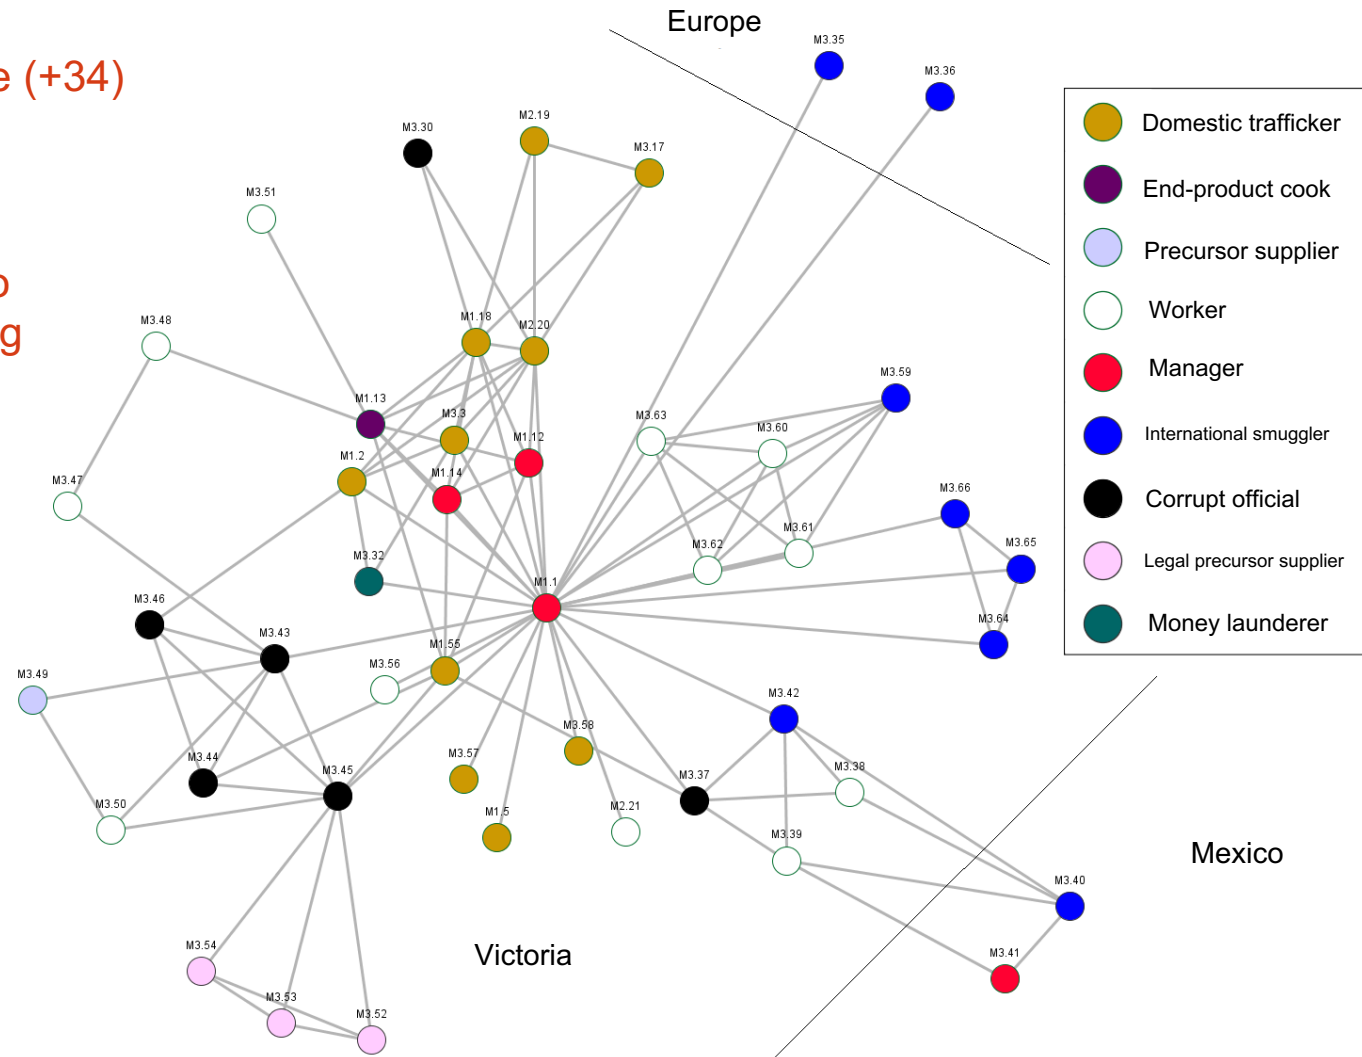 Europe
M3.35
M3.36
e (+34)
M3.30
M2.19
M3.17
Domestic trafficker
End-product cook
M3.51
Precursor supplier
o
Worker
g
M3.48
M1.18
M2.20
Manager
M3.59
M1.13
M3.3
M3.63
M3.60
International smuggler
M1.12
M1.2
M1.14
M3.47
M3.66
Corrupt official
M3.61
M3.62
M3.65
M3.32
Legal precursor supplier
M1.1
M3.46
M3.64
Money launderer
M3.43
M1.55
M3.56
M3.49
M3.42
M3.58
M3.57
M3.44
M3.45
M3.37
M3.38
M3.50
M1.5
M2.21
M3.39
Mexico
M3.40
M3.54
Victoria
M3.41
M3.53
M3.52